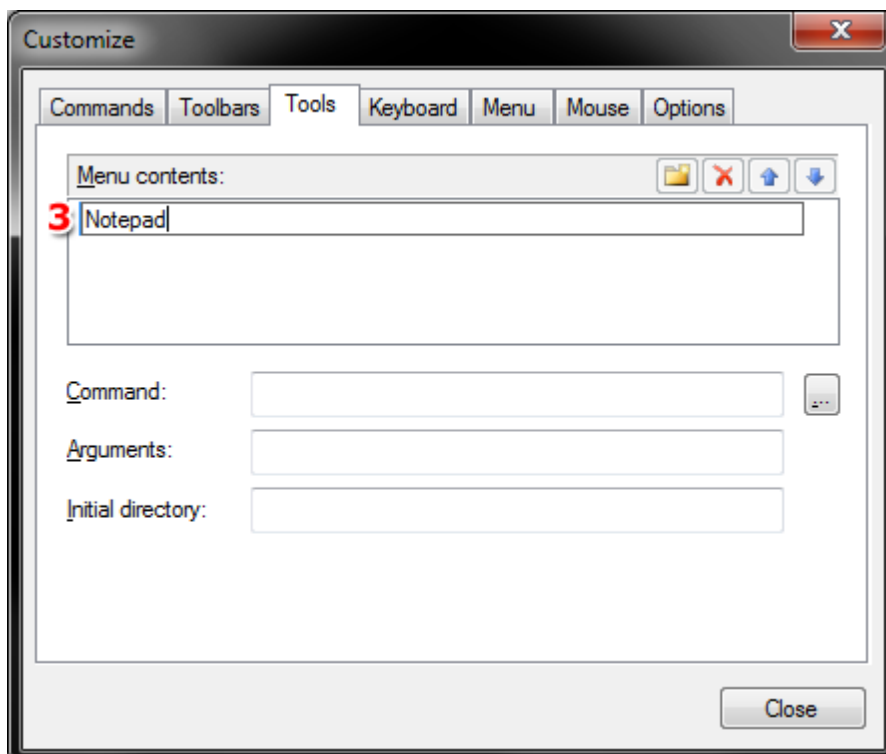 Customize
Commands Toolbars Tools Keyboard Menu Mouse Options
Menu contents:
3 Notepad
Command:
...
Arguments:
Initial directory:
Close